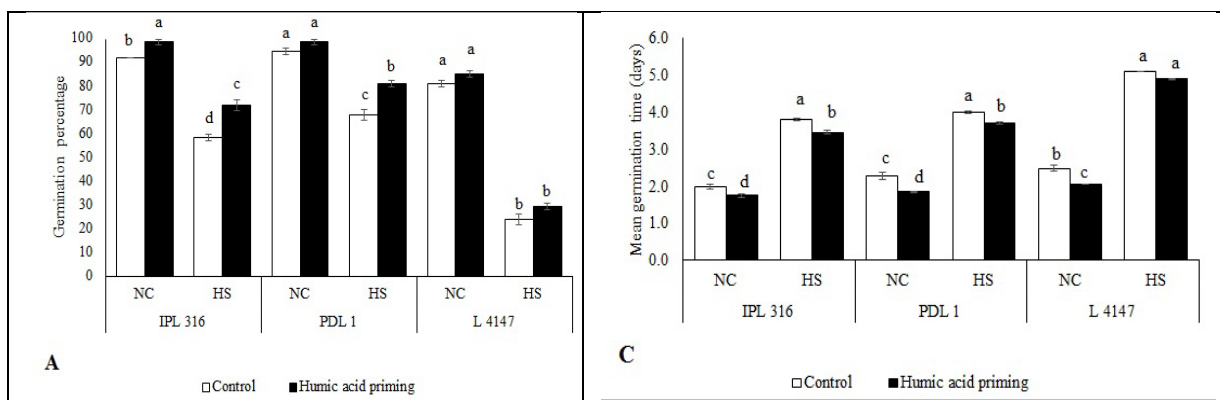 100
90
80
70
60
50
40
30
20
10
0
Germination percentage
b a
d c
a a
c b
a a
b b
NC HS NC HS NC HS
IPL 316 PDL 1 L 4147
A
Control Humic acid priming
6.0
5.0
4.0
3.0
2.0
1.0
0.0
Mean germination time (days)
c d
a b
c d
a b
b c
a a
NC HS NC HS NC HS
IPL 316 PDL 1 L 4147
C
Control Humic acid priming